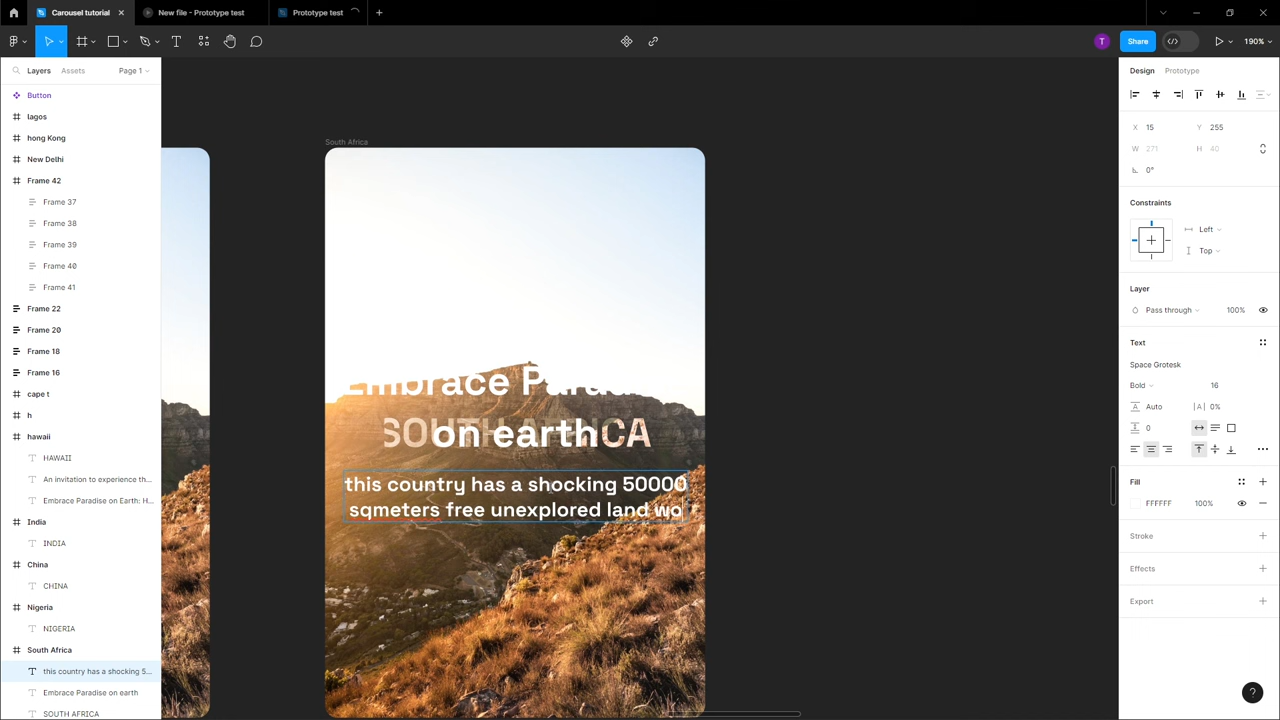 Carousel tutorial
New file - Prototype test
Prototype test
T
Share
190%
Layers
Assets
Page 1
Button
lagos
hong Kong
New Delhi
Frame 42
Frame 37
Frame 38
Frame 39
Frame 40
Frame 41
Frame 22
Frame 20
Frame 18
Frame 16
cape t
h
hawaii
HAWAII
An invitation to experience th...
Embrace Paradise on Earth: H...
India
INDIA
China
CHINA
Nigeria
NIGERIA
South Africa
this country has a shocking 5...
Embrace Paradise on earth
SOUTH AFRICA
South Africa
Embrace
on earth
this country has a shocking 50000
sqmeters free unexplored land wo
Design
Prototype
X 15
Y 255
W 271
H 40
0°
Constraints
Left
Top
Layer
Pass through
100%
Text
Space Grotesk
Bold
16
Auto
0%
0
Fill
FFFFFF
100%
Stroke
Effects
Export
?